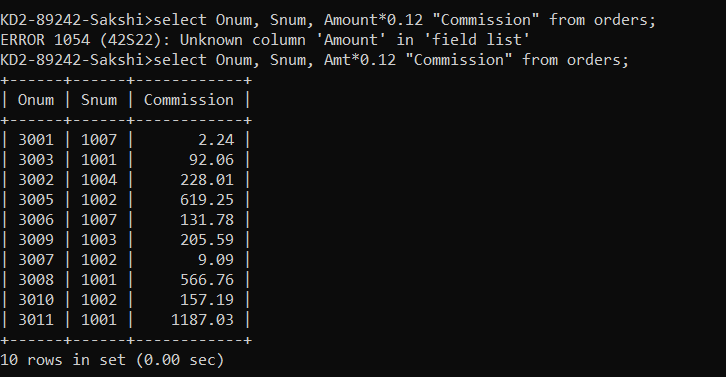 KD2-89242-Sakshi>select Onum, Snum, Amount*0.12 "Commission" from orders;
ERROR 1054 (42S22): Unknown column 'Amount' in 'field list'
KD2-89242-Sakshi>select Onum, Snum, Amt*0.12 "Commission" from orders;
+------+------+------------+
| Onum | Snum | Commission |
+------+------+------------+
| 3001 | 1007 |       2.24 |
| 3003 | 1001 |      92.06 |
| 3002 | 1004 |     228.01 |
| 3005 | 1002 |     619.25 |
| 3006 | 1007 |     131.78 |
| 3009 | 1003 |     205.59 |
| 3007 | 1002 |       9.09 |
| 3008 | 1001 |     566.76 |
| 3010 | 1002 |     157.19 |
| 3011 | 1001 |    1187.03 |
+------+------+------------+
10 rows in set (0.00 sec)